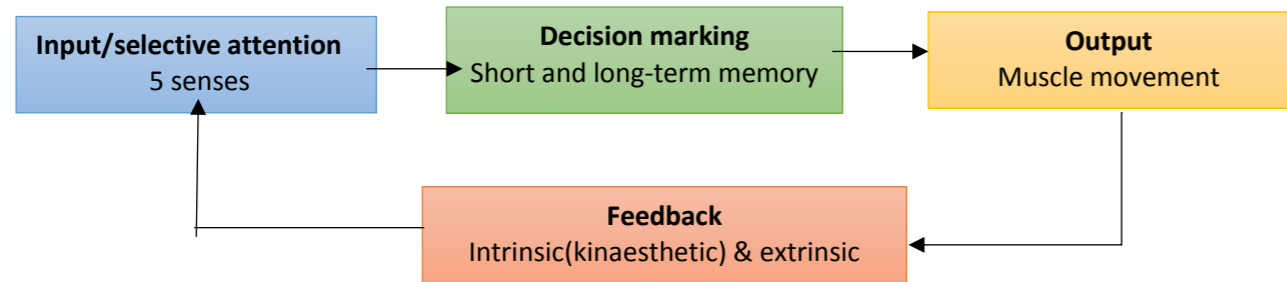 Input/selective attention
5 senses
Decision marking
Short and long-term memory
Output
Muscle movement
Feedback
Intrinsic(kinaesthetic) & extrinsic